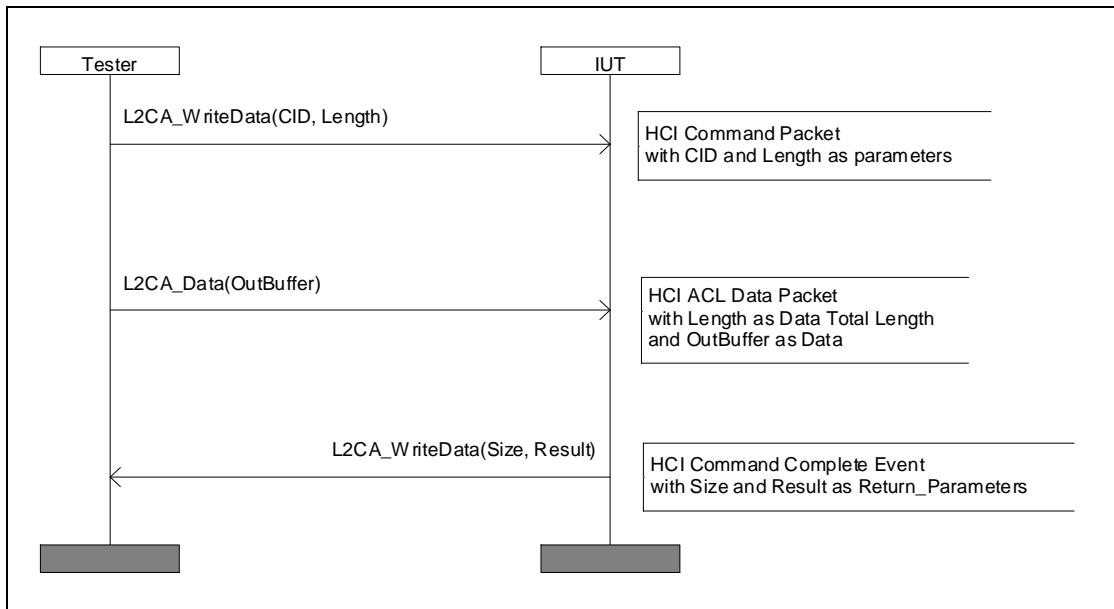 Tester
IUT
L2CA_WriteData(CID, Length)
HCI Command Packet
with CID and Length as parameters
L2CA_Data(OutBuffer)
HCI ACL Data Packet
with Length as Data Total Length
and OutBuffer as Data
L2CA_WriteData(Size, Result)
HCI Command Complete Event
with Size and Result as Return_Parameters